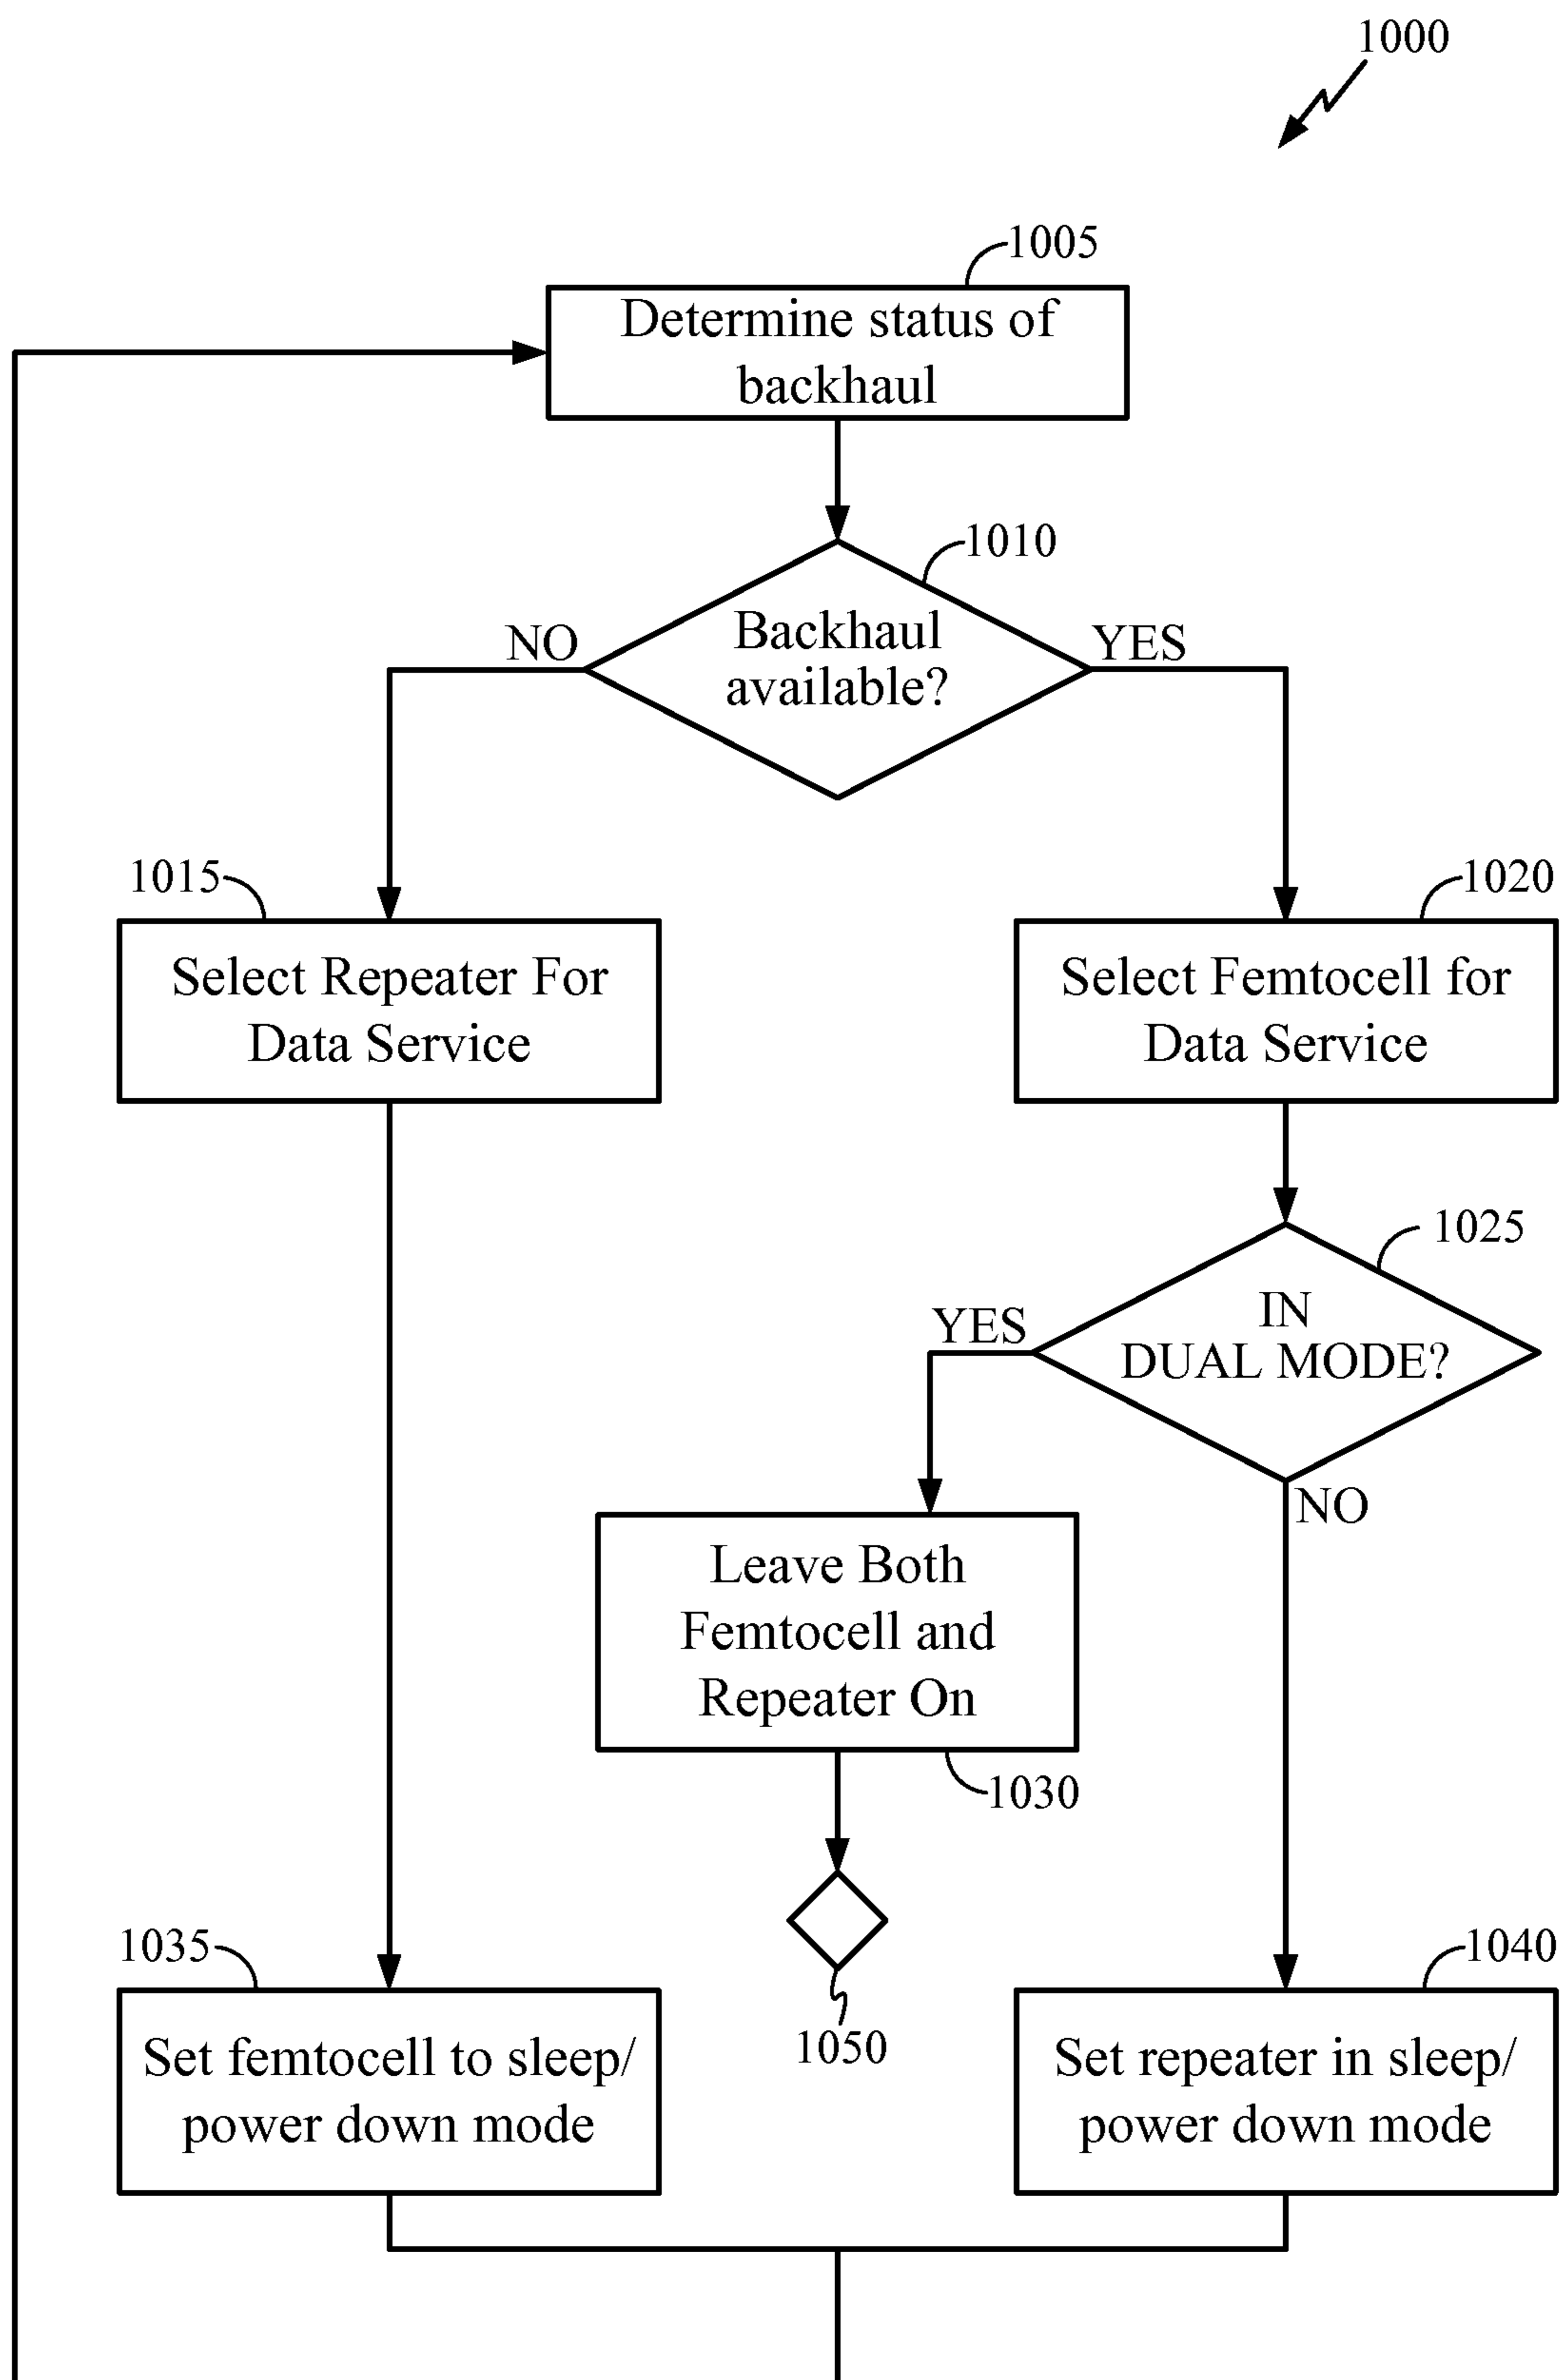 1000
1005
Determine status of
backhaul
1010
Backhaul
available?
NO
YES
1015
Select Repeater For
Data Service
1020
Select Femtocell for
Data Service
1025
IN
DUAL MODE?
YES
NO
Leave Both
Femtocell and
Repeater On
1030
1050
1035
Set femtocell to sleep/
power down mode
1040
Set repeater in sleep/
power down mode